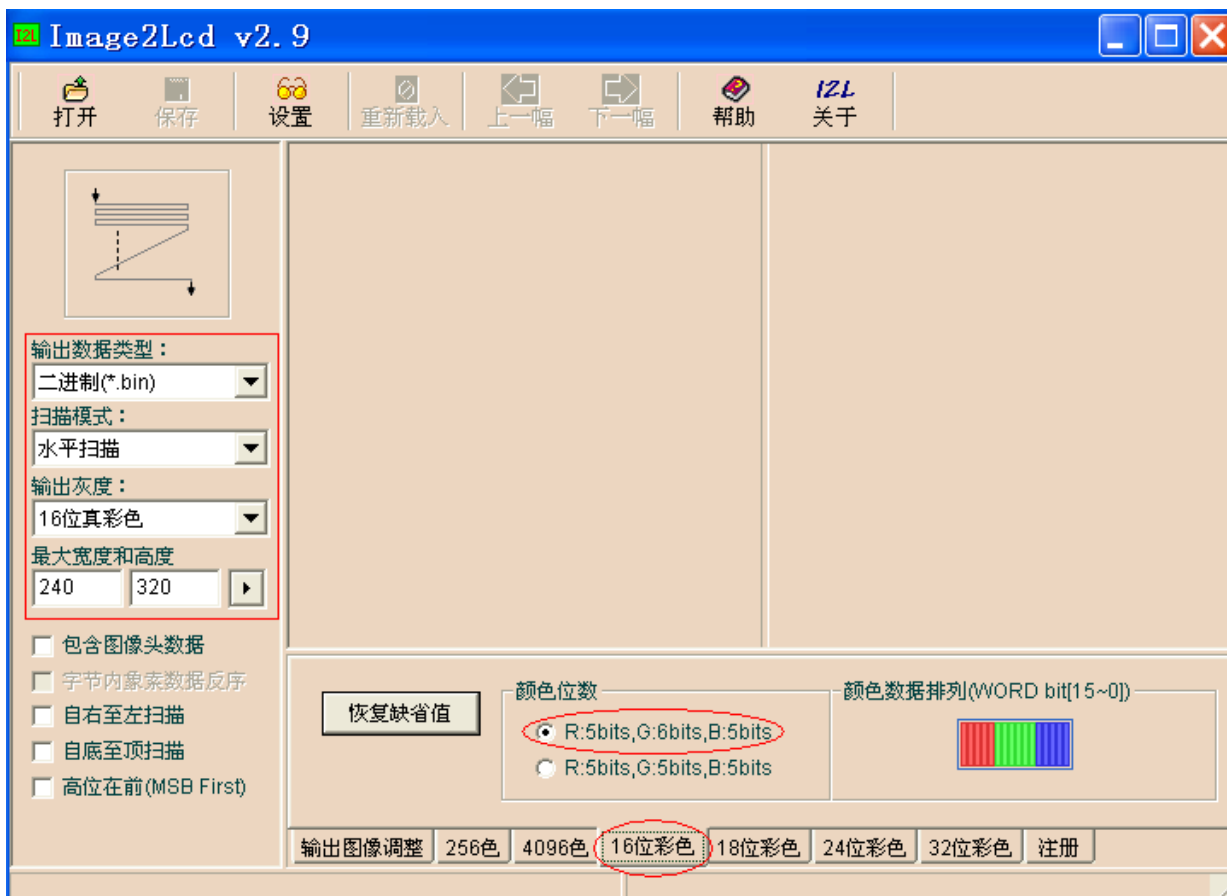 I2L Image2Lcd v2.9
打开 保存 设置 重新载入 上一幅 下一幅 帮助 I2L 关于
输出数据类型：
二进制(*.bin)
扫描模式：
水平扫描
输出灰度：
16位真彩色
最大宽度和高度
240 320
包含图像头数据
字节内象素数据反序
自右至左扫描
自底至顶扫描
高位在前(MSB First)
恢复缺省值
颜色位数
R:5bits,G:6bits,B:5bits
R:5bits,G:5bits,B:5bits
颜色数据排列(WORD bit[15~0])
输出图像调整 256色 4096色 16位彩色 18位彩色 24位彩色 32位彩色 注册